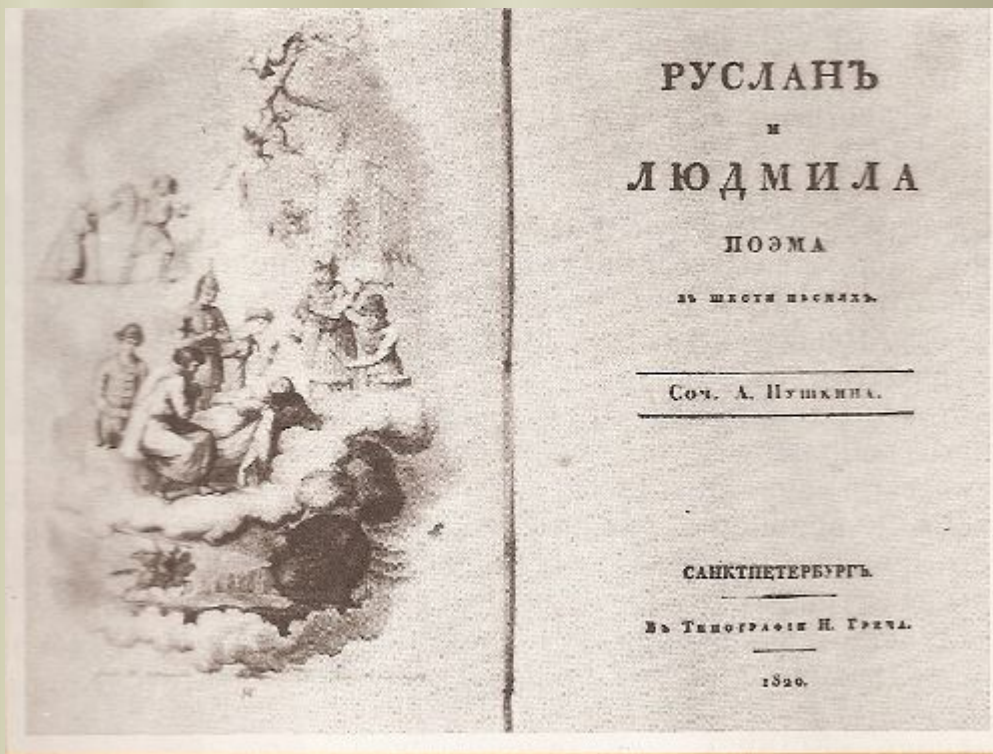 РУСЛАНЪ
и
ЛЮДМИЛА
ПОЭМА
въ шести пѣсняхъ.
Соч. А. Пушкина.
САНКТПЕТЕРБУРГЪ.
Въ Типографіи Н. Греча.
1820.